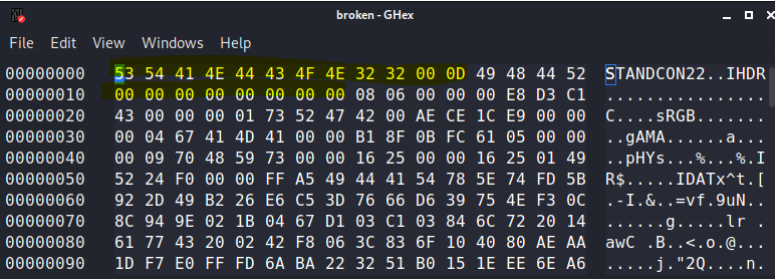 broken - GHex
File Edit View Windows Help
00000000 53 54 41 4E 44 43 4F 4E 32 32 00 0D 49 48 44 52 STANDCON22..IHDR
00000010 00 00 00 00 00 00 00 00 08 06 00 00 00 E8 D3 C1 ................
00000020 43 00 00 00 01 73 52 47 42 00 AE CE 1C E9 00 00 C....sRGB.......
00000030 00 04 67 41 4D 41 00 00 B1 8F 0B FC 61 05 00 00 ..gAMA......a...
00000040 00 09 70 48 59 73 00 00 16 25 00 00 16 25 01 49 ..pHYs...%...%.I
00000050 52 24 F0 00 00 FF A5 49 44 41 54 78 5E 74 FD 5B R$.....IDATx^t.[
00000060 92 2D 49 B2 26 E6 C5 3D 76 66 D6 39 75 4E F3 0C .-I.&..=vf.9uN..
00000070 8C 94 9E 02 1B 04 67 D1 03 C1 03 84 6C 72 20 14 ......g.....lr .
00000080 61 77 43 20 02 42 F8 06 3C 83 6F 10 40 80 AE AA awC .B..<.o.@...
00000090 1D F7 E0 FF FD 6A BA 22 32 51 B0 15 1E EE 6E A6 .....j."2Q....n.